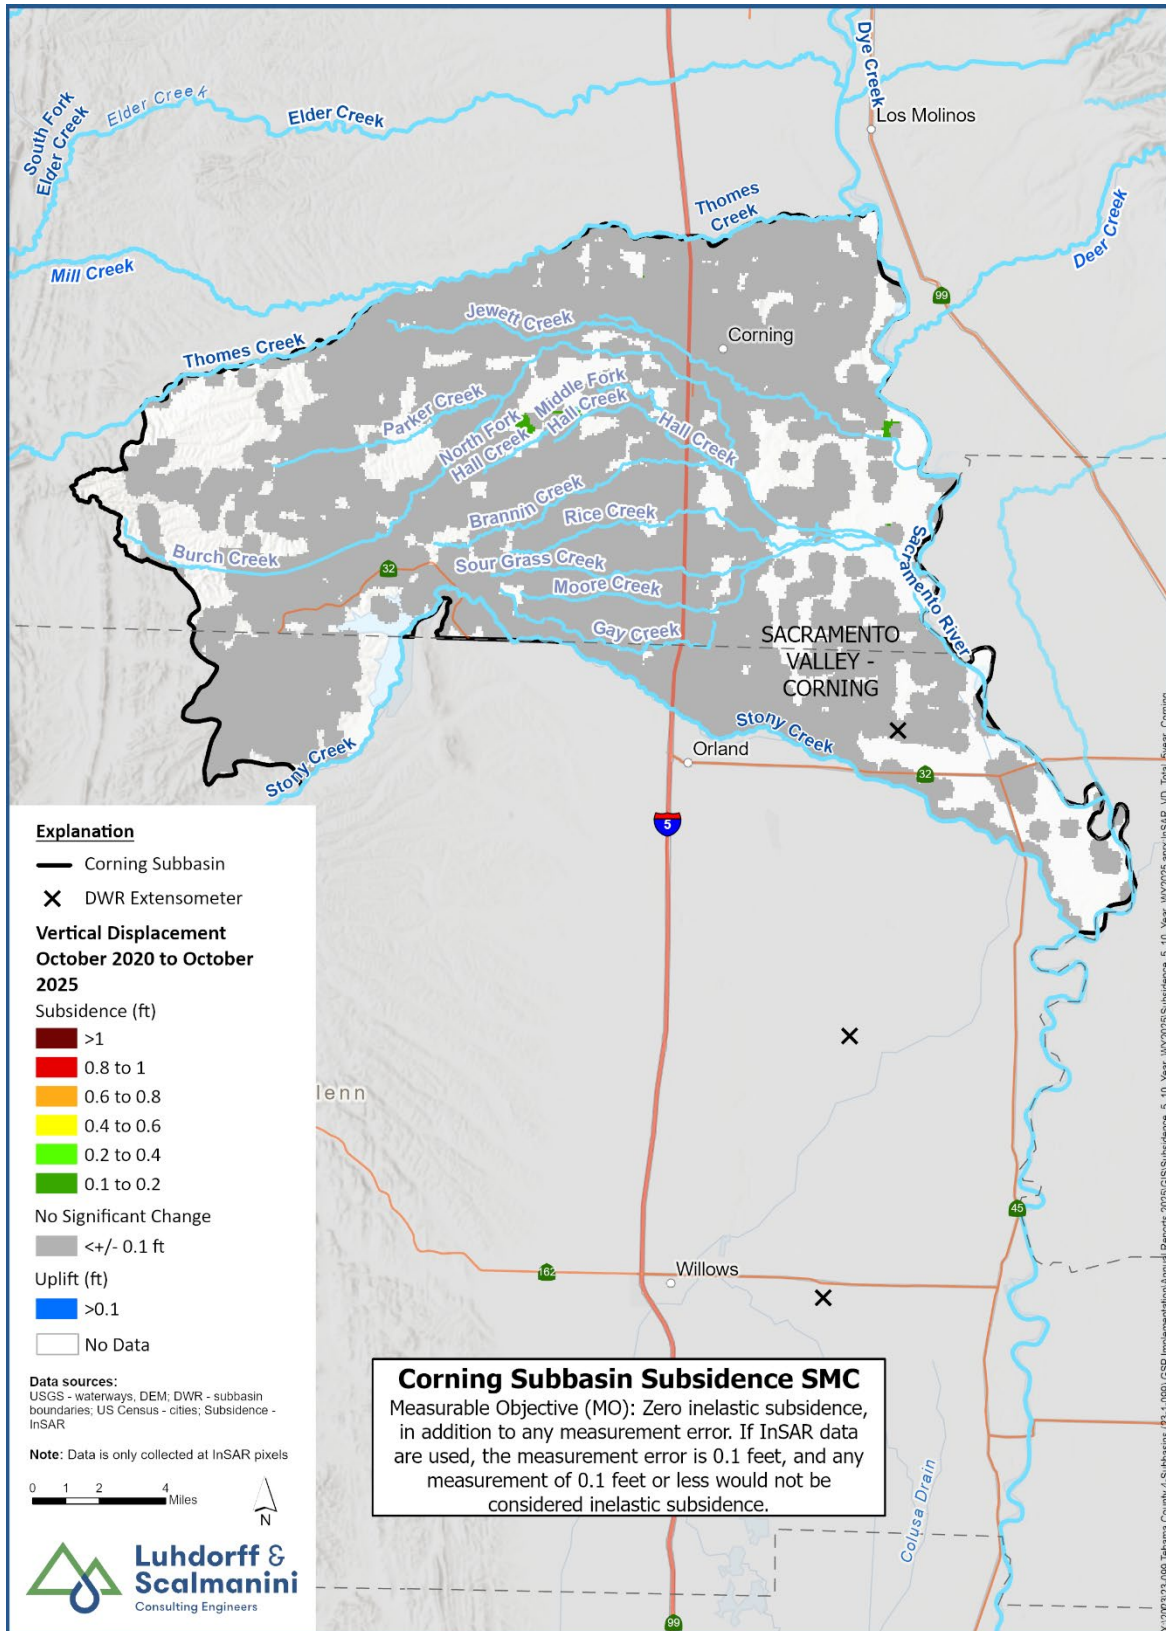 Dye Creek
Los Molinos
Elder Creek
Elder Creek
South Fork
Elder Creek
Thomes
Creek
Deer Creek
Mill Creek
99
Jewett Creek
Corning
Thomes Creek
Parker Creek
North Fork
Hall Creek
Middle Fork
Hall Creek
Hall Creek
Brannin Creek
Rice Creek
Burch Creek
32
Sour Grass Creek
Moore Creek
Gay Creek
Sacramento River
SACRAMENTO
VALLEY -
CORNING
Stony Creek
Stony Creek
Orland
32
5
Explanation
Corning Subbasin
DWR Extensometer
Vertical Displacement
October 2020 to October
2025
Subsidence (ft)
>1
0.8 to 1
0.6 to 0.8
0.4 to 0.6
0.2 to 0.4
0.1 to 0.2
No Significant Change
<+/- 0.1 ft
Uplift (ft)
>0.1
No Data
Data sources:
USGS - waterways, DEM; DWR - subbasin
boundaries; US Census - cities; Subsidence -
InSAR
Note: Data is only collected at InSAR pixels
0 1 2 4
Miles
N
Luhdorff &
Scalmanini
Consulting Engineers
lenn
45
162
Willows
Corning Subbasin Subsidence SMC
Measurable Objective (MO): Zero inelastic subsidence,
in addition to any measurement error. If InSAR data
are used, the measurement error is 0.1 feet, and any
measurement of 0.1 feet or less would not be
considered inelastic subsidence.
Colusa Drain
99